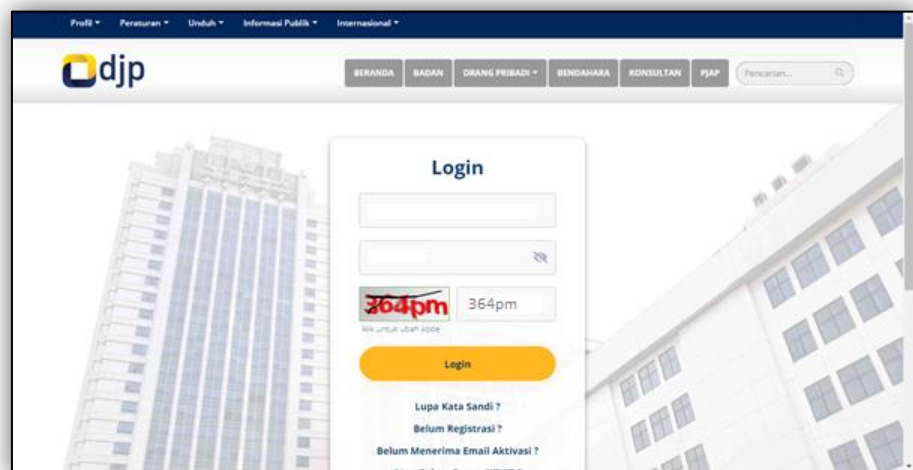 Profil Peraturan Unduh Informasi Publik Internasional
djp
BERANDA BADAN ORANG PRIBADI BENDAHARA KONSULTAN PJAP Pencarian...
Login
364pm 364pm
klik untuk ubah kode
Login
Lupa Kata Sandi ?
Belum Registrasi ?
Belum Menerima Email Aktivasi ?